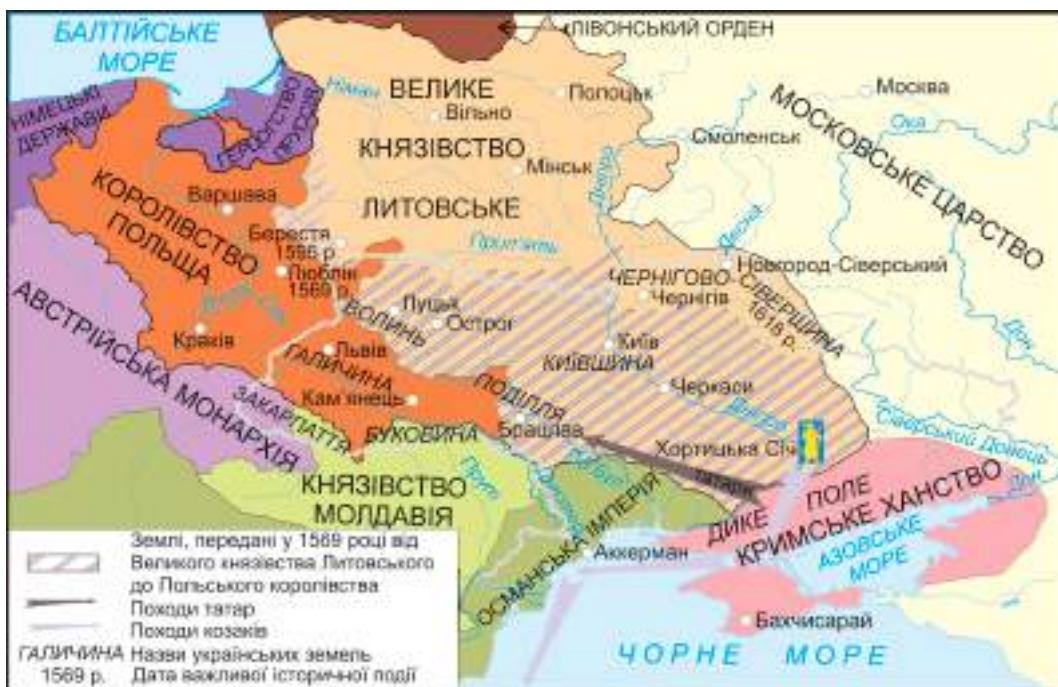 БАЛТІЙСЬКЕ
МОРЕ
ЛІВОНСЬКИЙ ОРДЕН
НІМЕЦЬКІ
ДЕРЖАВИ
ГЕРЦОГСТВО
ПРУССІЯ
Німан
ВЕЛИКЕ
Вільно
КНЯЗІВСТВО
Мінськ
ЛИТОВСЬКЕ
Полоцьк
Смоленськ
Москва
Ока
МОСКОВСЬКЕ ЦАРСТВО
Дніпро
Десна
КОРОЛІВСТВО
ПОЛЬЩА
Варшава
Берестя
1596 р
Люблін
1569 р.
Прип'ять
Новгород-Сіверський
ЧЕРНІГОВО-
СІВЕРЩИНА
1618 р.
Чернігів
Дон
АВСТРІЙСЬКА МОНАРХІЯ
Краків
Луцьк
ВОЛИНЬ
Острог
Київ
КИЇВЩИНА
Львів
ГАЛИЧИНА
Черкаси
Дніпро
Кам'янець
ПОДІЛЛЯ
ЗАКАРПАТТЯ
БУКОВИНА
Брацлав
Хортицька Січ
Сіверський Донець
Дон
татари
Прут
КНЯЗІВСТВО
МОЛДАВІЯ
ДИКЕ ПОЛЕ
КРИМСЬКЕ ХАНСТВО
ОСМАНСЬКА ІМПЕРІЯ
Аккерман
АЗОВСЬКЕ
МОРЕ
Бахчисарай
ЧОРНЕ МОРЕ
Землі, передані у 1569 році від
Великого князівства Литовського
до Польського королівства
Походи татар
Походи козаків
ГАЛИЧИНА Назви українських земель
1569 р. Дата важливої історичної події